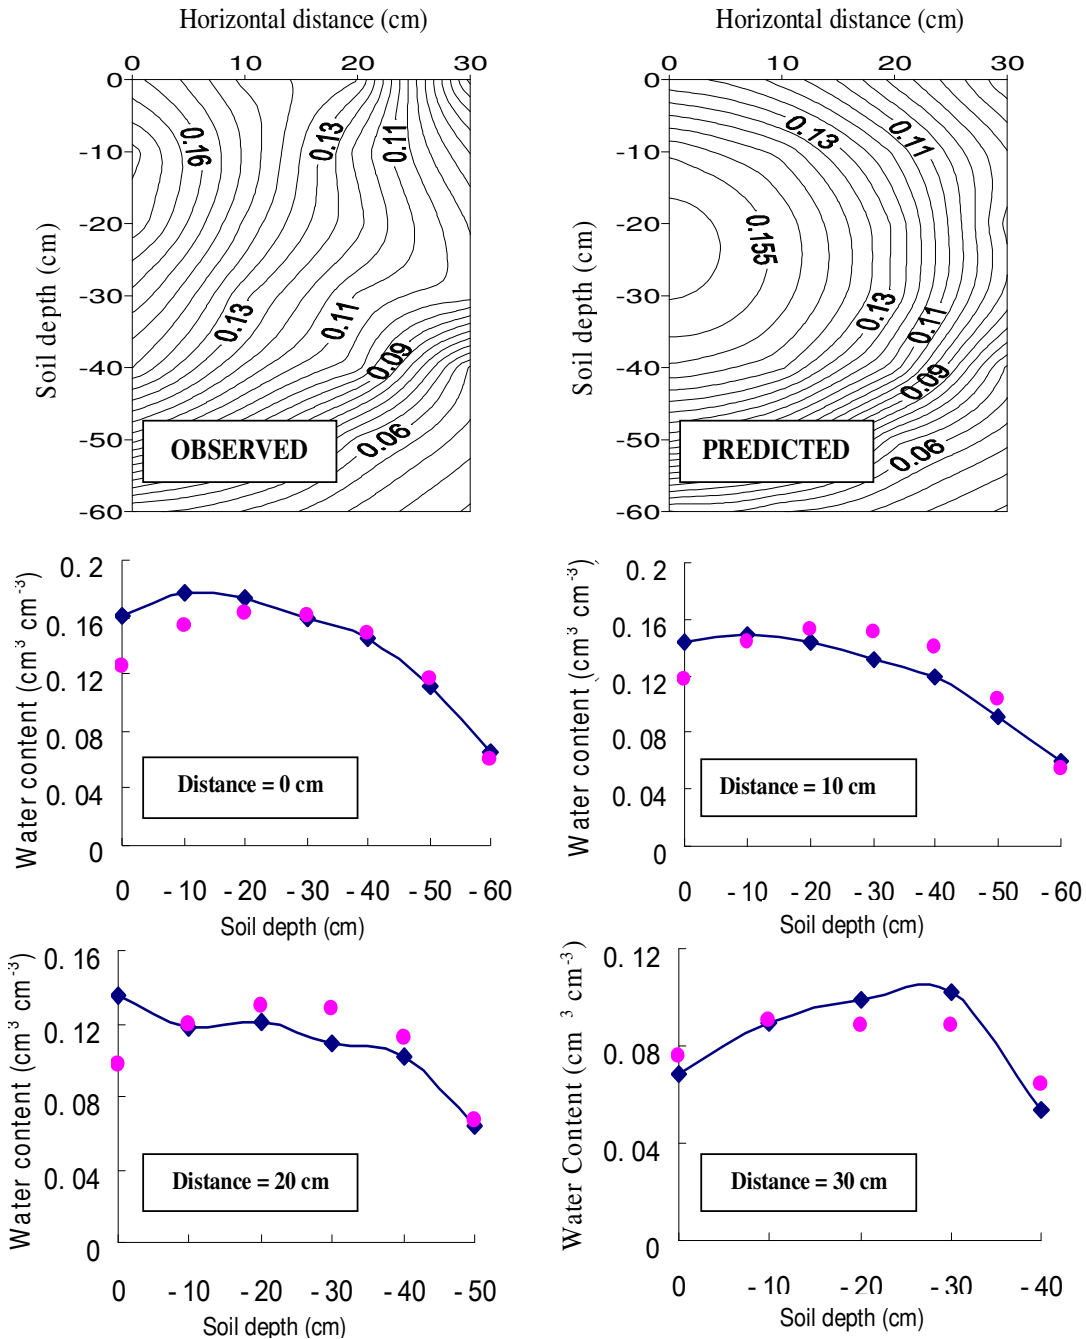 Horizontal distance (cm)
0 10 20 30
0
-10
-20
-30
-40
-50
-60
Soil depth (cm)
0.16
0.13
0.11
0.13
0.11
0.09
0.06
OBSERVED
Horizontal distance (cm)
0 10 20 30
0
-10
-20
-30
-40
-50
-60
Soil depth (cm)
0.13
0.11
0.155
0.13
0.11
0.09
0.06
PREDICTED
Water content (cm³ cm⁻³)
0. 2
0. 16
0. 12
0. 08
0. 04
0
Distance = 0 cm
0 - 10 - 20 - 30 - 40 - 50 - 60
Soil depth (cm)
Water content (cm³ cm⁻³)
0. 2
0. 16
0. 12
0. 08
0. 04
0
Distance = 10 cm
0 - 10 - 20 - 30 - 40 - 50 - 60
Soil depth (cm)
Water content (cm³ cm⁻³)
0. 16
0. 12
0. 08
0. 04
0
Distance = 20 cm
0 - 10 - 20 - 30 - 40 - 50
Soil depth (cm)
Water Content (cm ³ cm⁻³)
0. 12
0. 08
0. 04
0
Distance = 30 cm
0 - 10 - 20 - 30 - 40
Soil depth (cm)